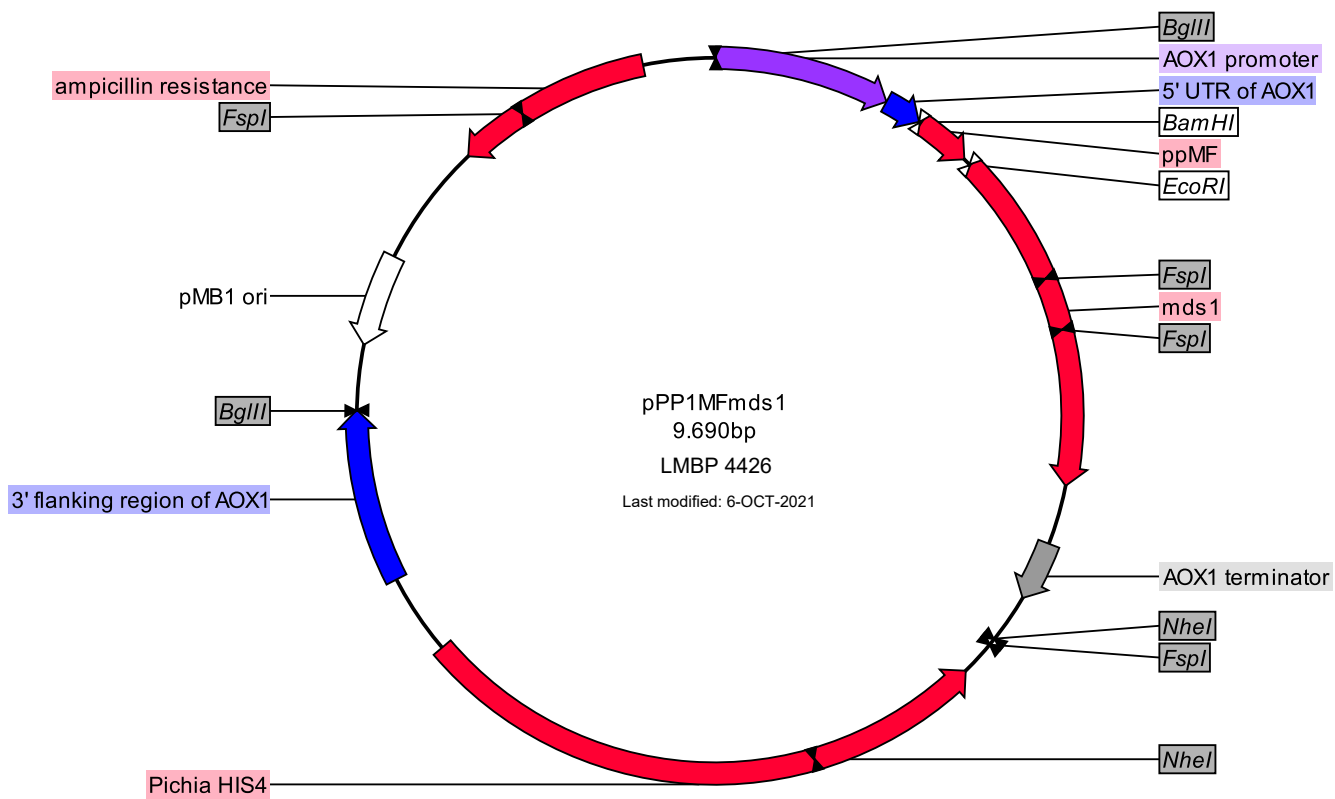 BglII
AOX1 promoter
5' UTR of AOX1
BamHI
ppMF
EcoRI
FspI
mds1
FspI
AOX1 terminator
NheI
FspI
NheI
ampicillin resistance
FspI
pMB1 ori
BglII
3' flanking region of AOX1
Pichia HIS4
pPP1MFmds1
9.690bp
LMBP 4426
Last modified: 6-OCT-2021